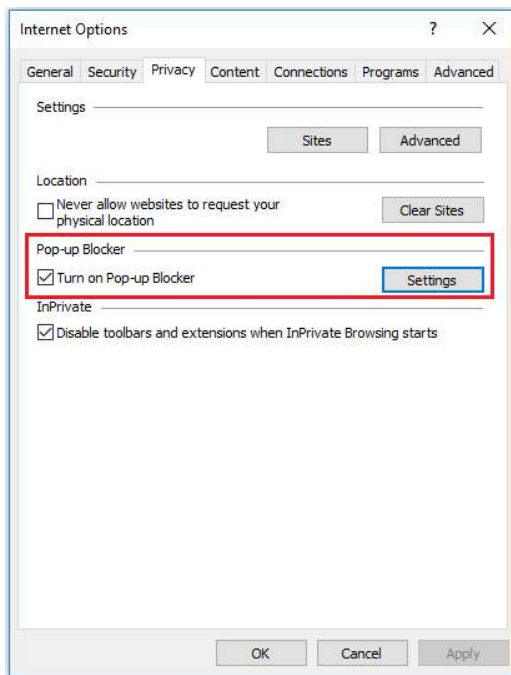 Internet Options ? X
General Security Privacy Content Connections Programs Advanced
Settings
Sites Advanced
Location
Never allow websites to request your
physical location
Clear Sites
Pop-up Blocker
Turn on Pop-up Blocker Settings
InPrivate
Disable toolbars and extensions when InPrivate Browsing starts
OK Cancel Apply